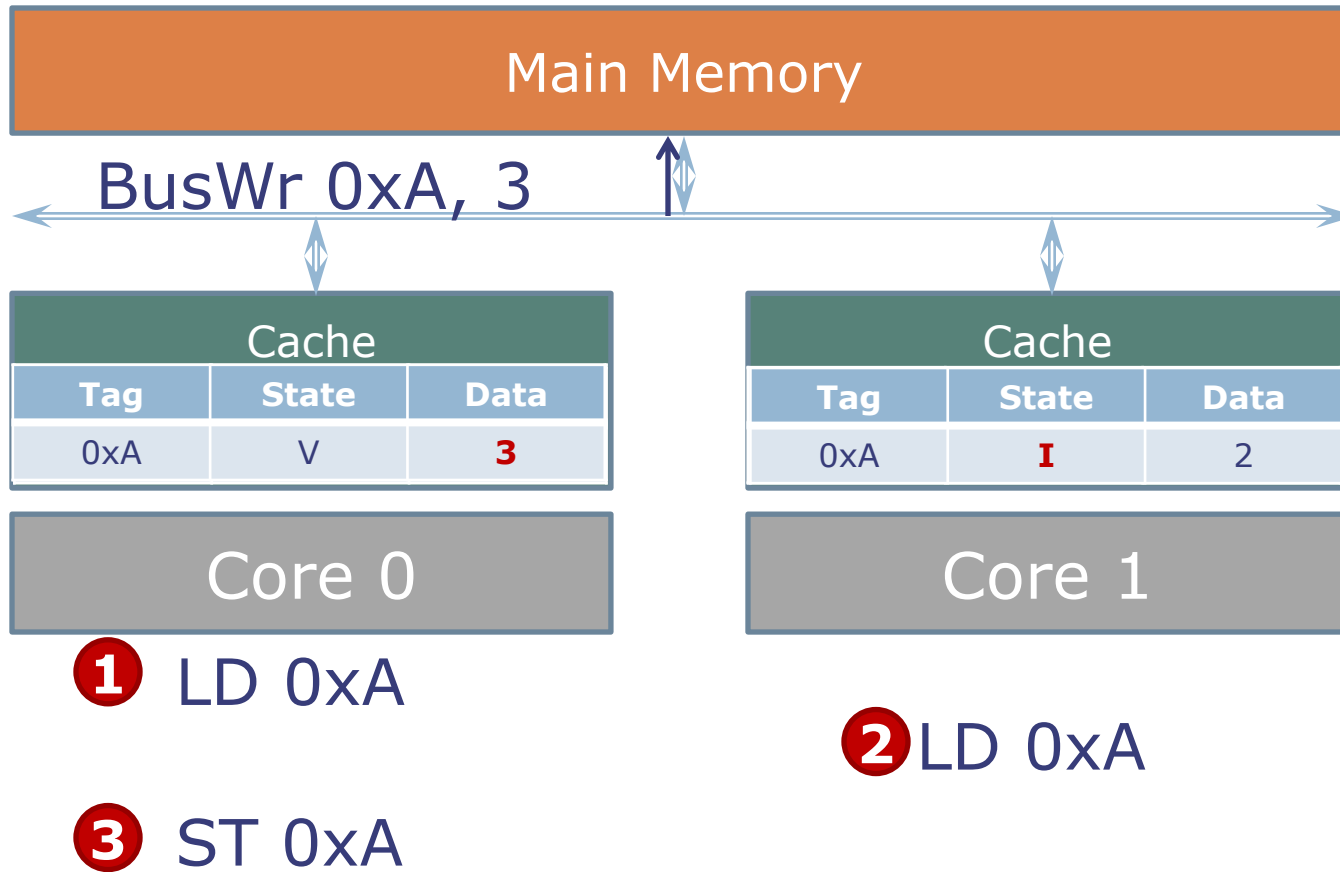 Main Memory
BusWr 0xA, 3
Cache
Tag State Data
0xA V 3
Cache
Tag State Data
0xA I 2
Core 0
Core 1
1 LD 0xA
2 LD 0xA
3 ST 0xA